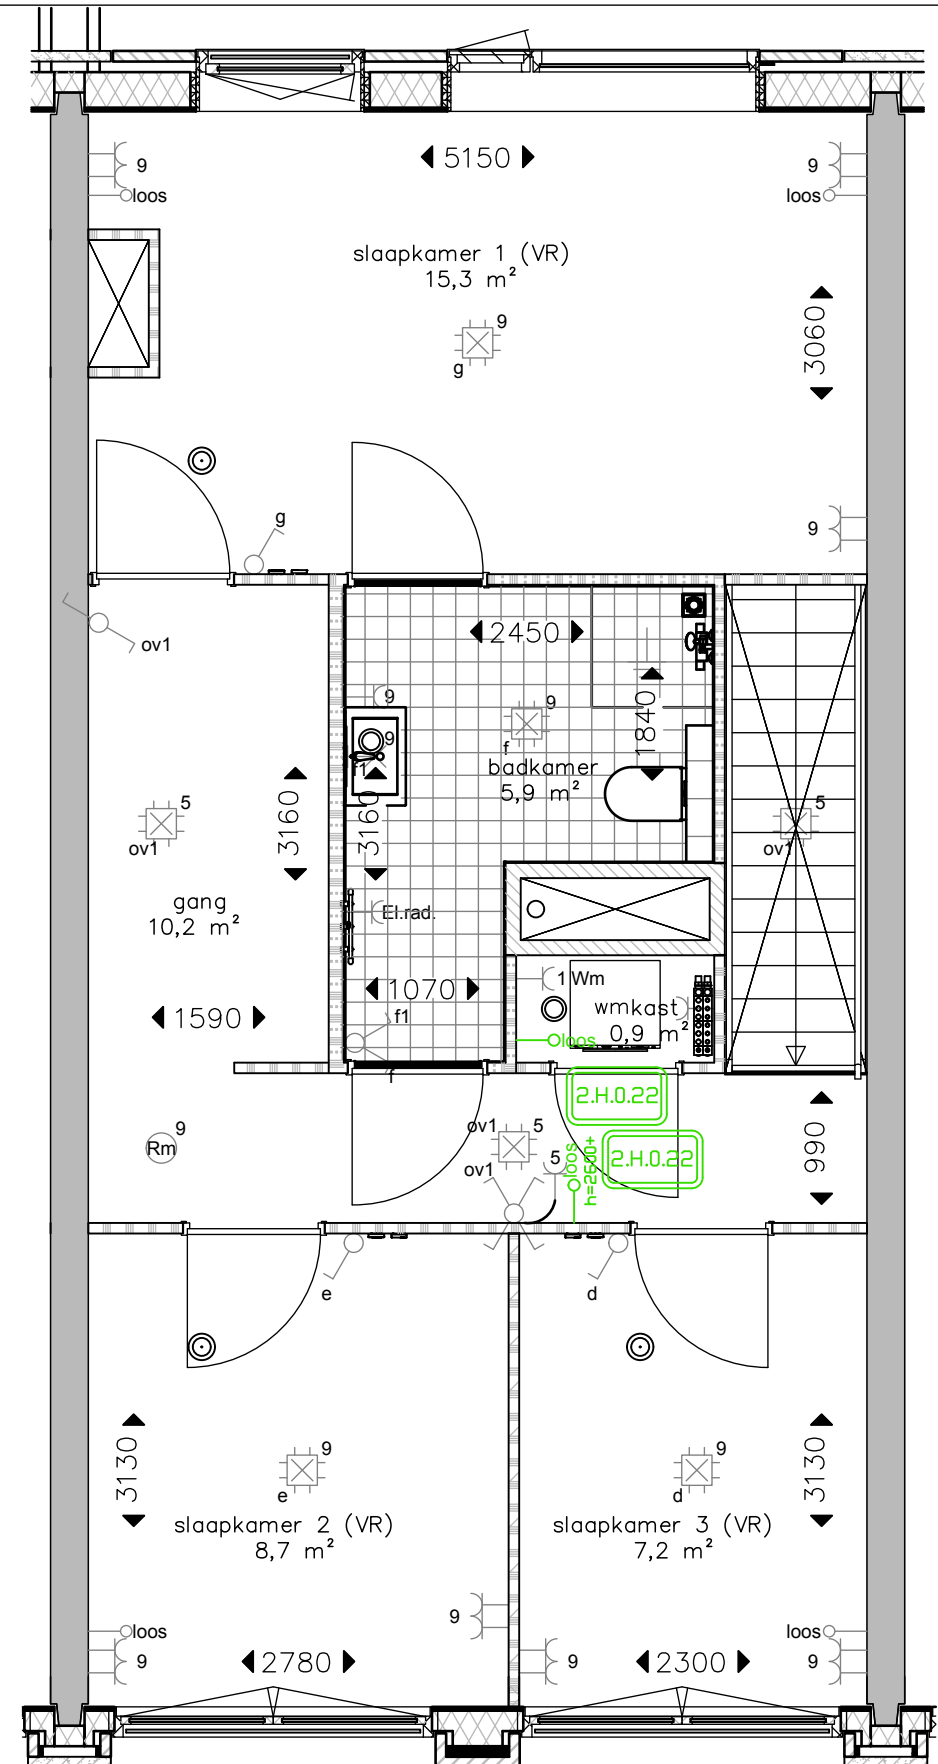 9
5150
9
loos
loos
slaapkamer 1 (VR)
15,3 m²
3060
9
g
g
9
ov1
2450
9
9
1840
f
9
f1
badkamer
5,9 m²
5
ov1
3160
3160
5
ov1
gang
10,2 m²
El.rad.
1 Wm
wmkast
0,9 m²
1070
1590
f1
loos
f
2.H.0.22
9
Rm
ov1
5
ov1
5
loos
h=2600+
2.H.0.22
990
e
d
3130
9
e
9
d
3130
slaapkamer 2 (VR)
8,7 m²
slaapkamer 3 (VR)
7,2 m²
9
loos
9
2780
9
2300
loos
9